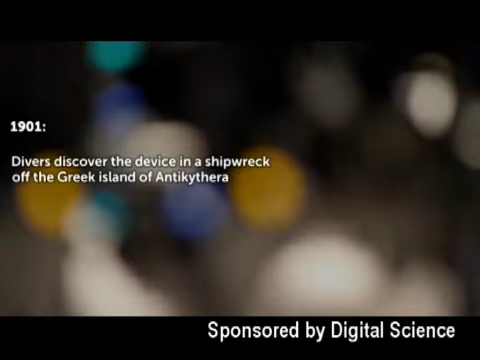 1901:
Divers discover the device in a shipwreck
off the Greek island of Antikythera
Sponsored by Digital Science